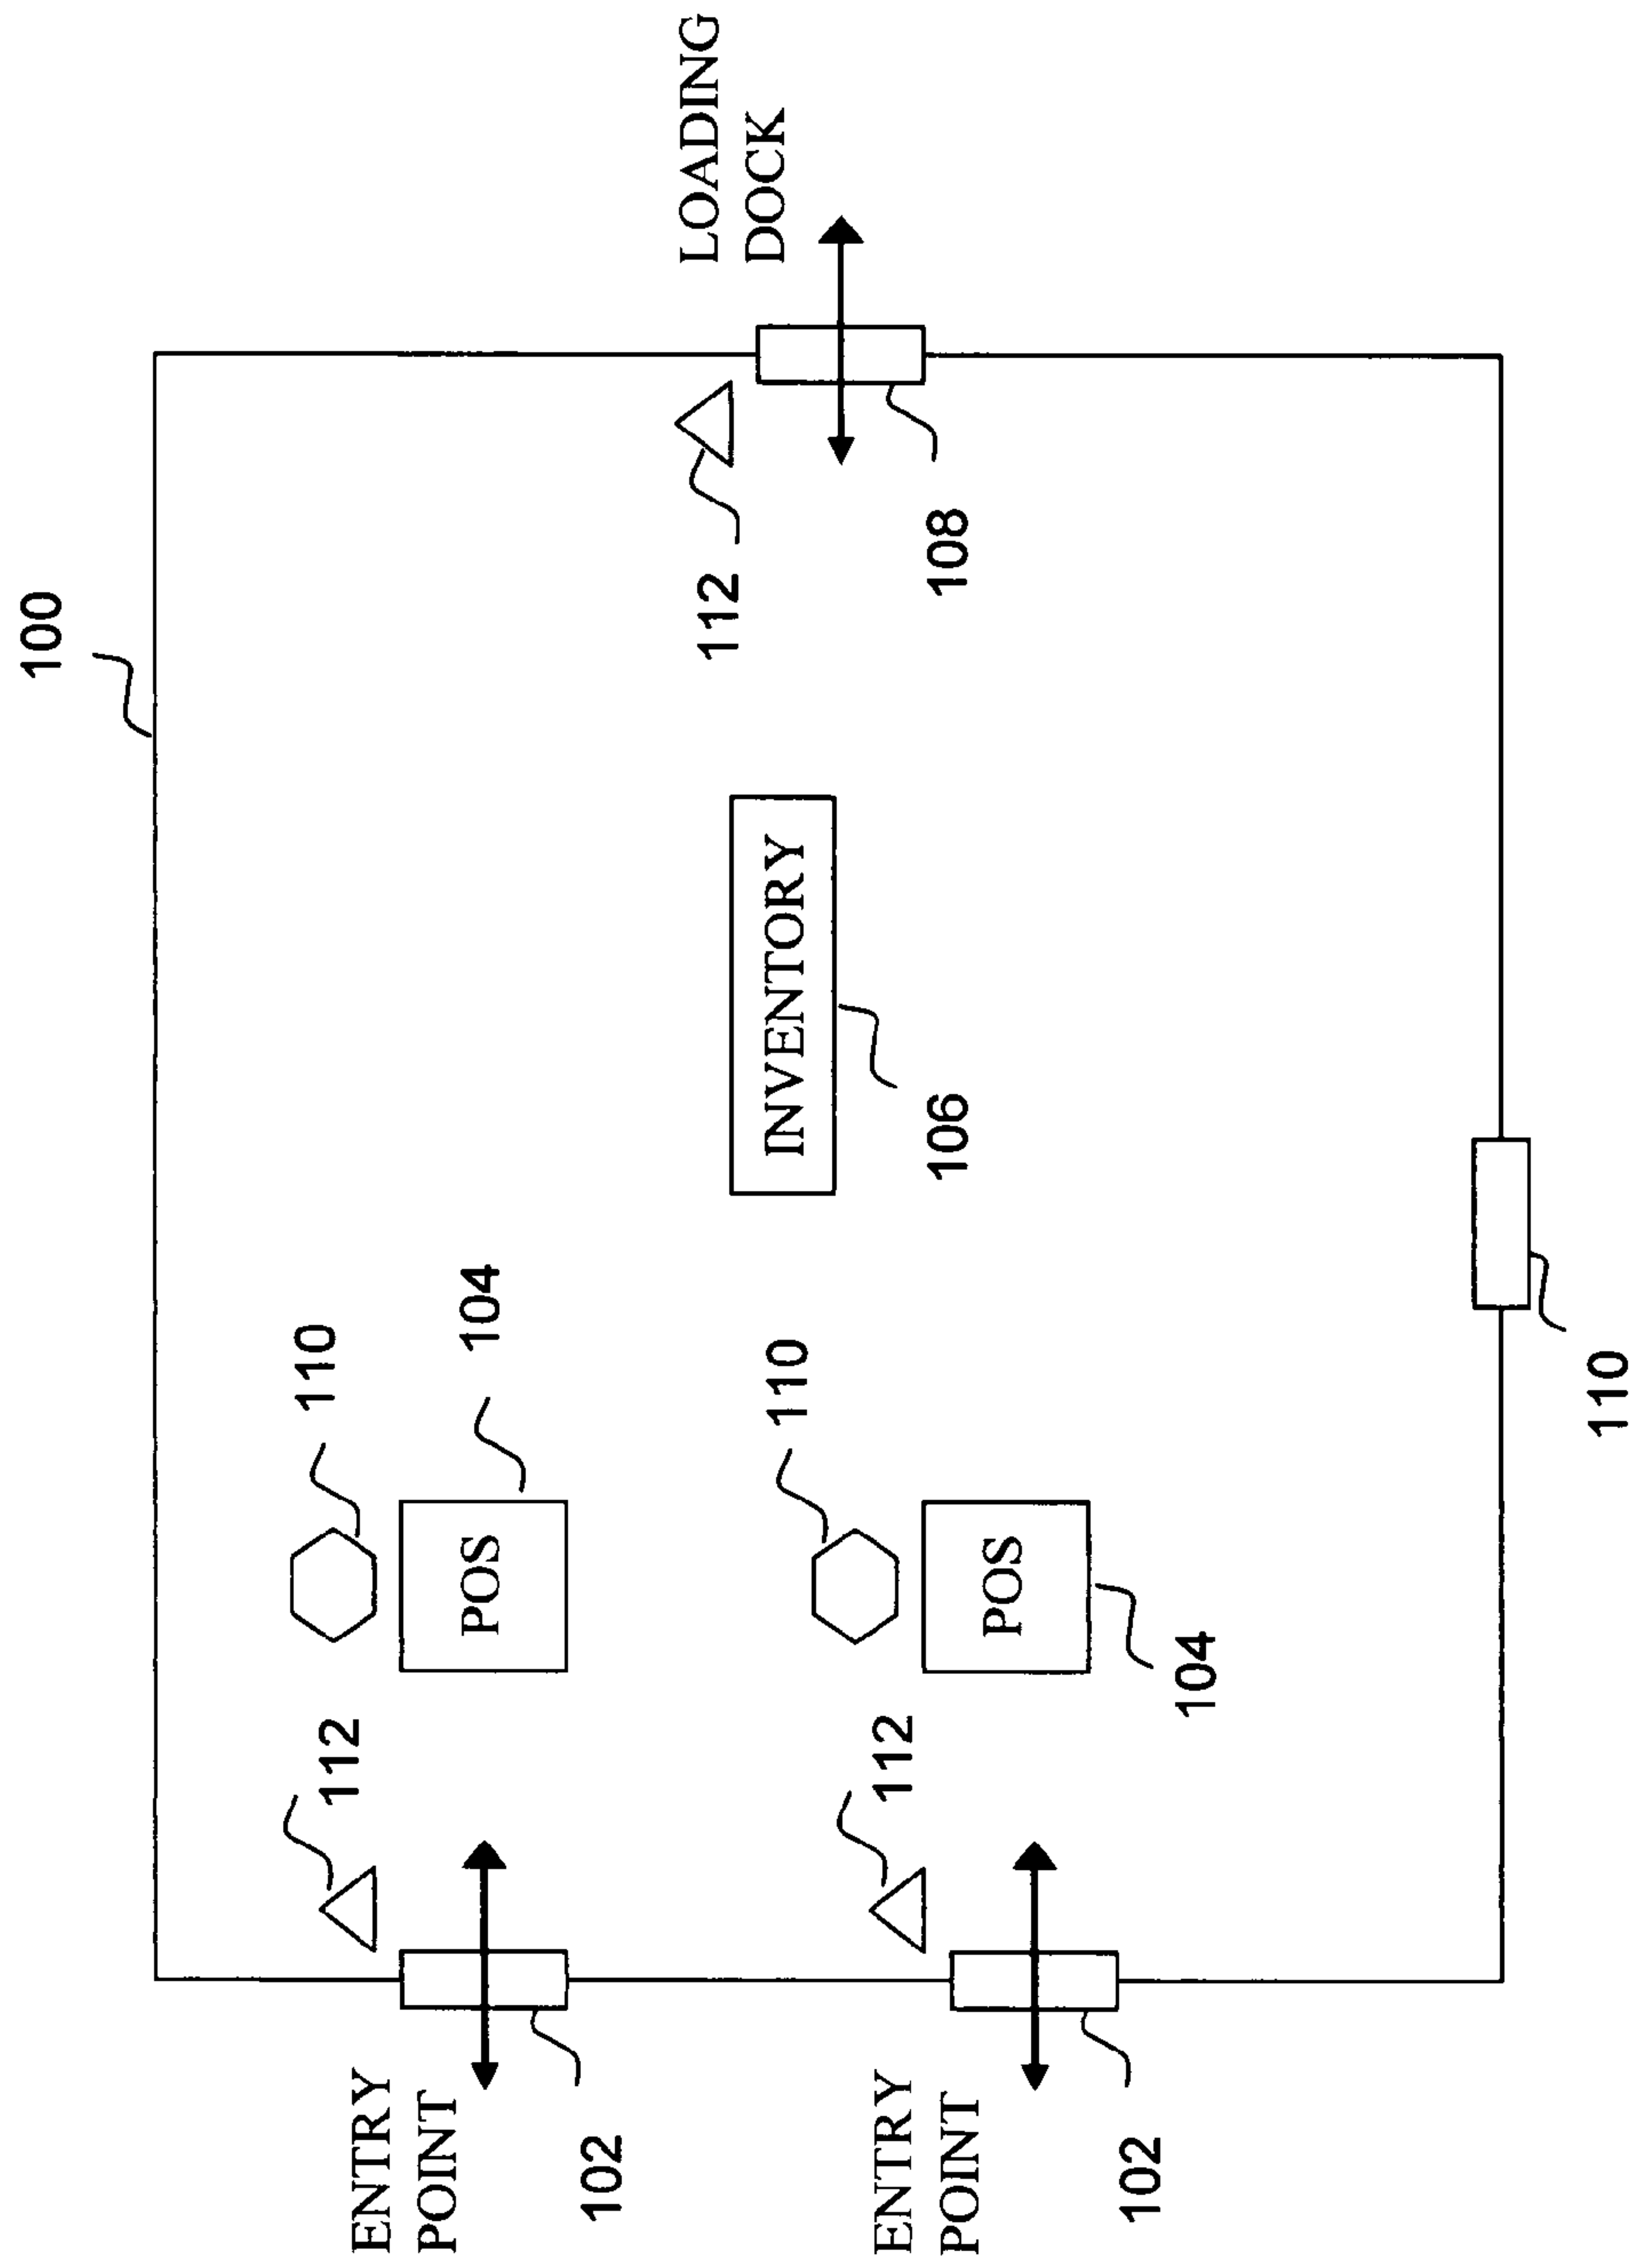 100
110
112
ENTRY
POINT
104
POS
102
LOADING
DOCK
112
110
INVENTORY
112
ENTRY
POINT
106
108
POS
102
104
110